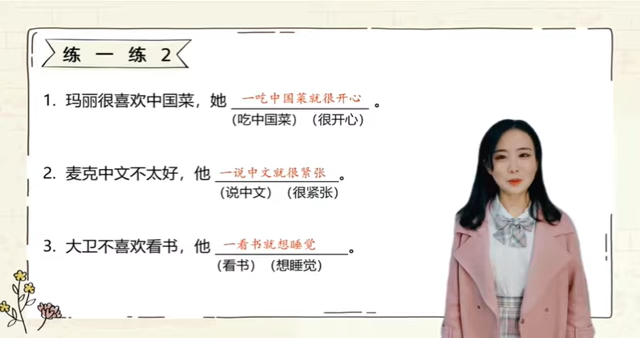 练 一 练 2
1. 玛丽很喜欢中国菜，她 一吃中国菜就很开心 。
（吃中国菜）（很开心）
2. 麦克中文不太好，他 一说中文就很紧张 。
（说中文）（很紧张）
3. 大卫不喜欢看书，他 一看书就想睡觉 。
（看书）（想睡觉）